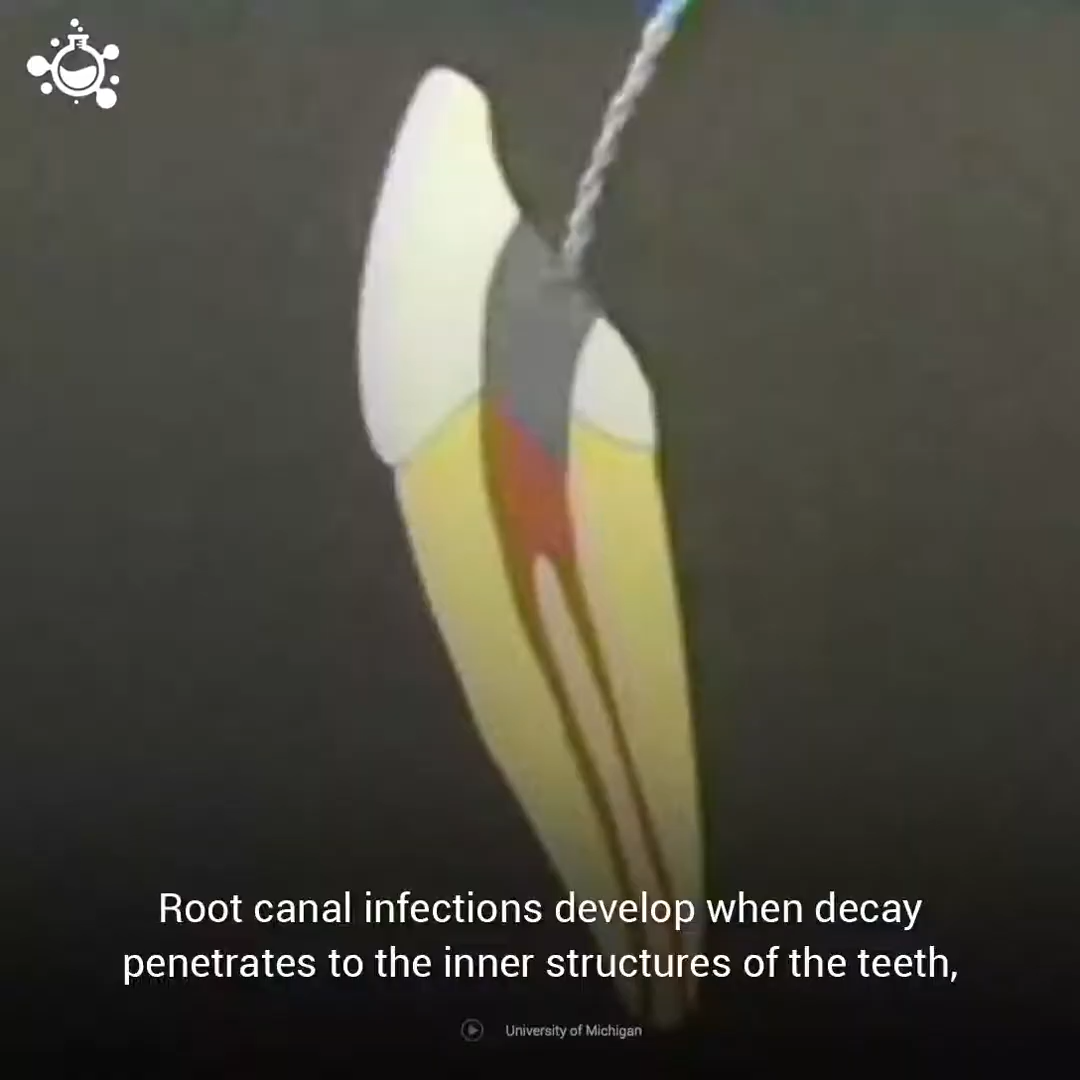 Root canal infections develop when decay
penetrates to the inner structures of the teeth,
University of Michigan